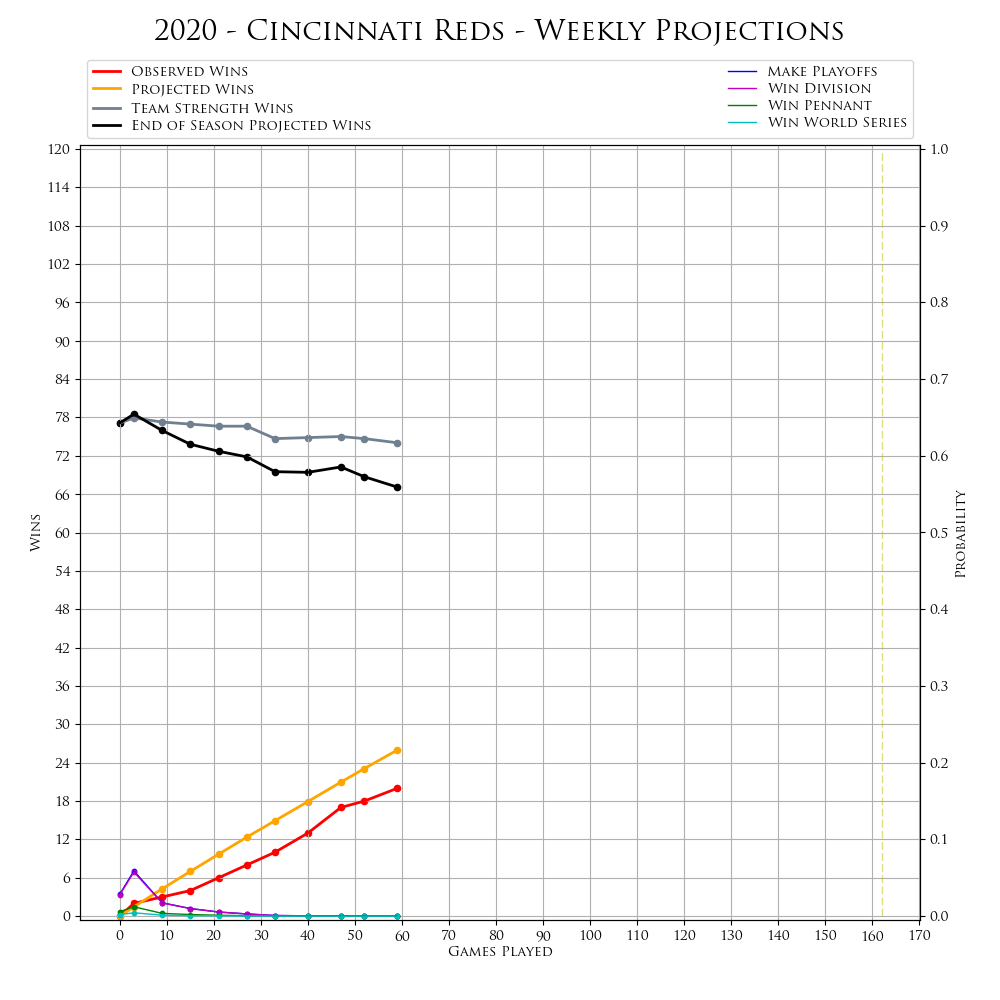 2020 - Cincinnati Reds - Weekly Projections
Observed Wins
Projected Wins
Team Strength Wins
End of Season Projected Wins
Make Playoffs
Win Division
Win Pennant
Win World Series
120
114
108
102
96
90
84
78
72
66
60
54
48
42
36
30
24
18
12
6
0
Wins
1.0
0.9
0.8
0.7
0.6
0.5
0.4
0.3
0.2
0.1
0.0
Probability
0 10 20 30 40 50 60 70 80 90 100 110 120 130 140 150 160 170
Games Played